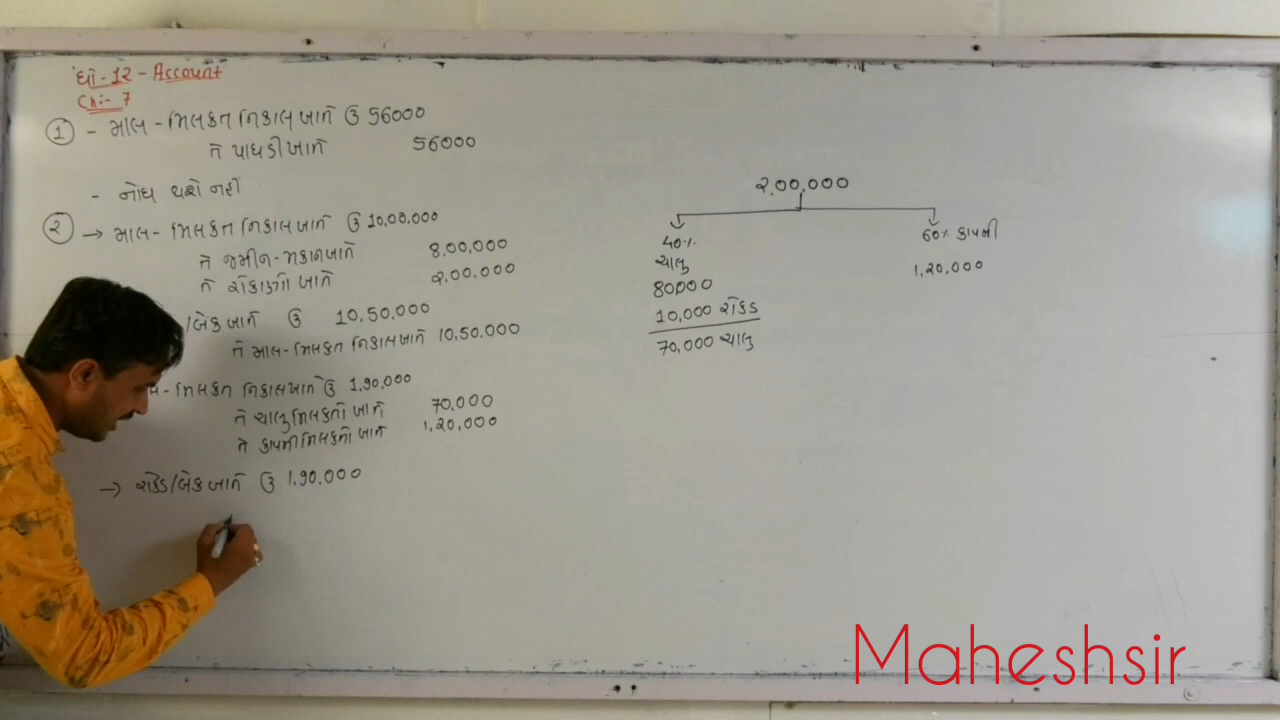 ધો-12 - Account
Ch:- 7
① - માલ - મિલકત નિકાલ ખાતે ઉ 56000
તે પાઘડી ખાતે 56000
- નોંધ થશે નહીં
② → માલ- મિલકત નિકાલ ખાતે ઉ 10,00,000
તે જમીન-મકાન ખાતે 8,00,000
તે રોકાણો ખાતે 2,00,000
/બેંક ખાતે ઉ 10,50,000
તે માલ-મિલકત નિકાલ ખાતે 10,50,000
લ-મિલકત નિકાલ ખાતે ઉ 1,90,000
તે ચાલુ મિલકતો ખાતે 70,000
તે કાયમી મિલકતો ખાતે 1,20,000
→ રોકડ/બેંક ખાતે ઉ 1,90,000
2,00,000
40%
ચાલુ
80000
10,000 રોકડ
70,000 ચાલુ
60% કાયમી
1,20,000
Maheshsir